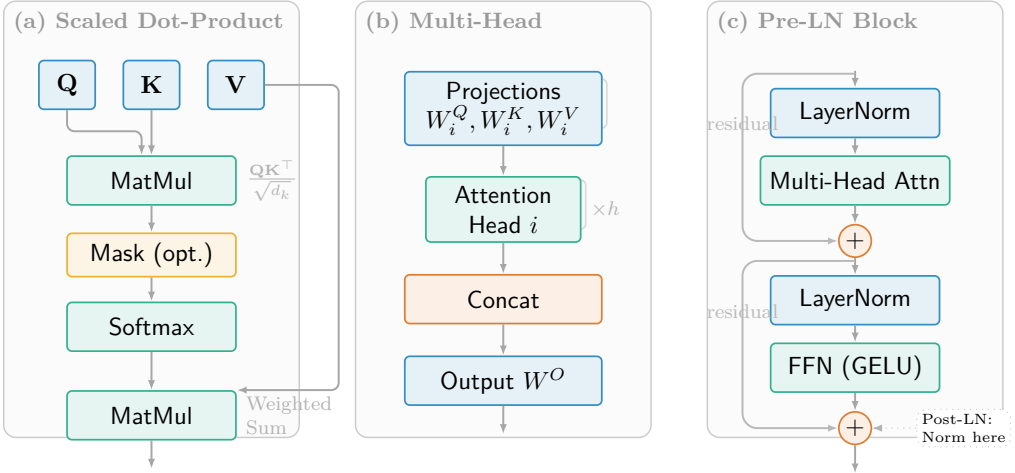 (a) Scaled Dot-Product
Q K V
MatMul
QK⊤
√dk
Mask (opt.)
Softmax
MatMul
Weighted
Sum
(b) Multi-Head
Projections
W_i^Q, W_i^K, W_i^V
Attention
Head i
×h
Concat
Output W^O
(c) Pre-LN Block
LayerNorm
residual
Multi-Head Attn
+
LayerNorm
residual
FFN (GELU)
+
Post-LN:
Norm here